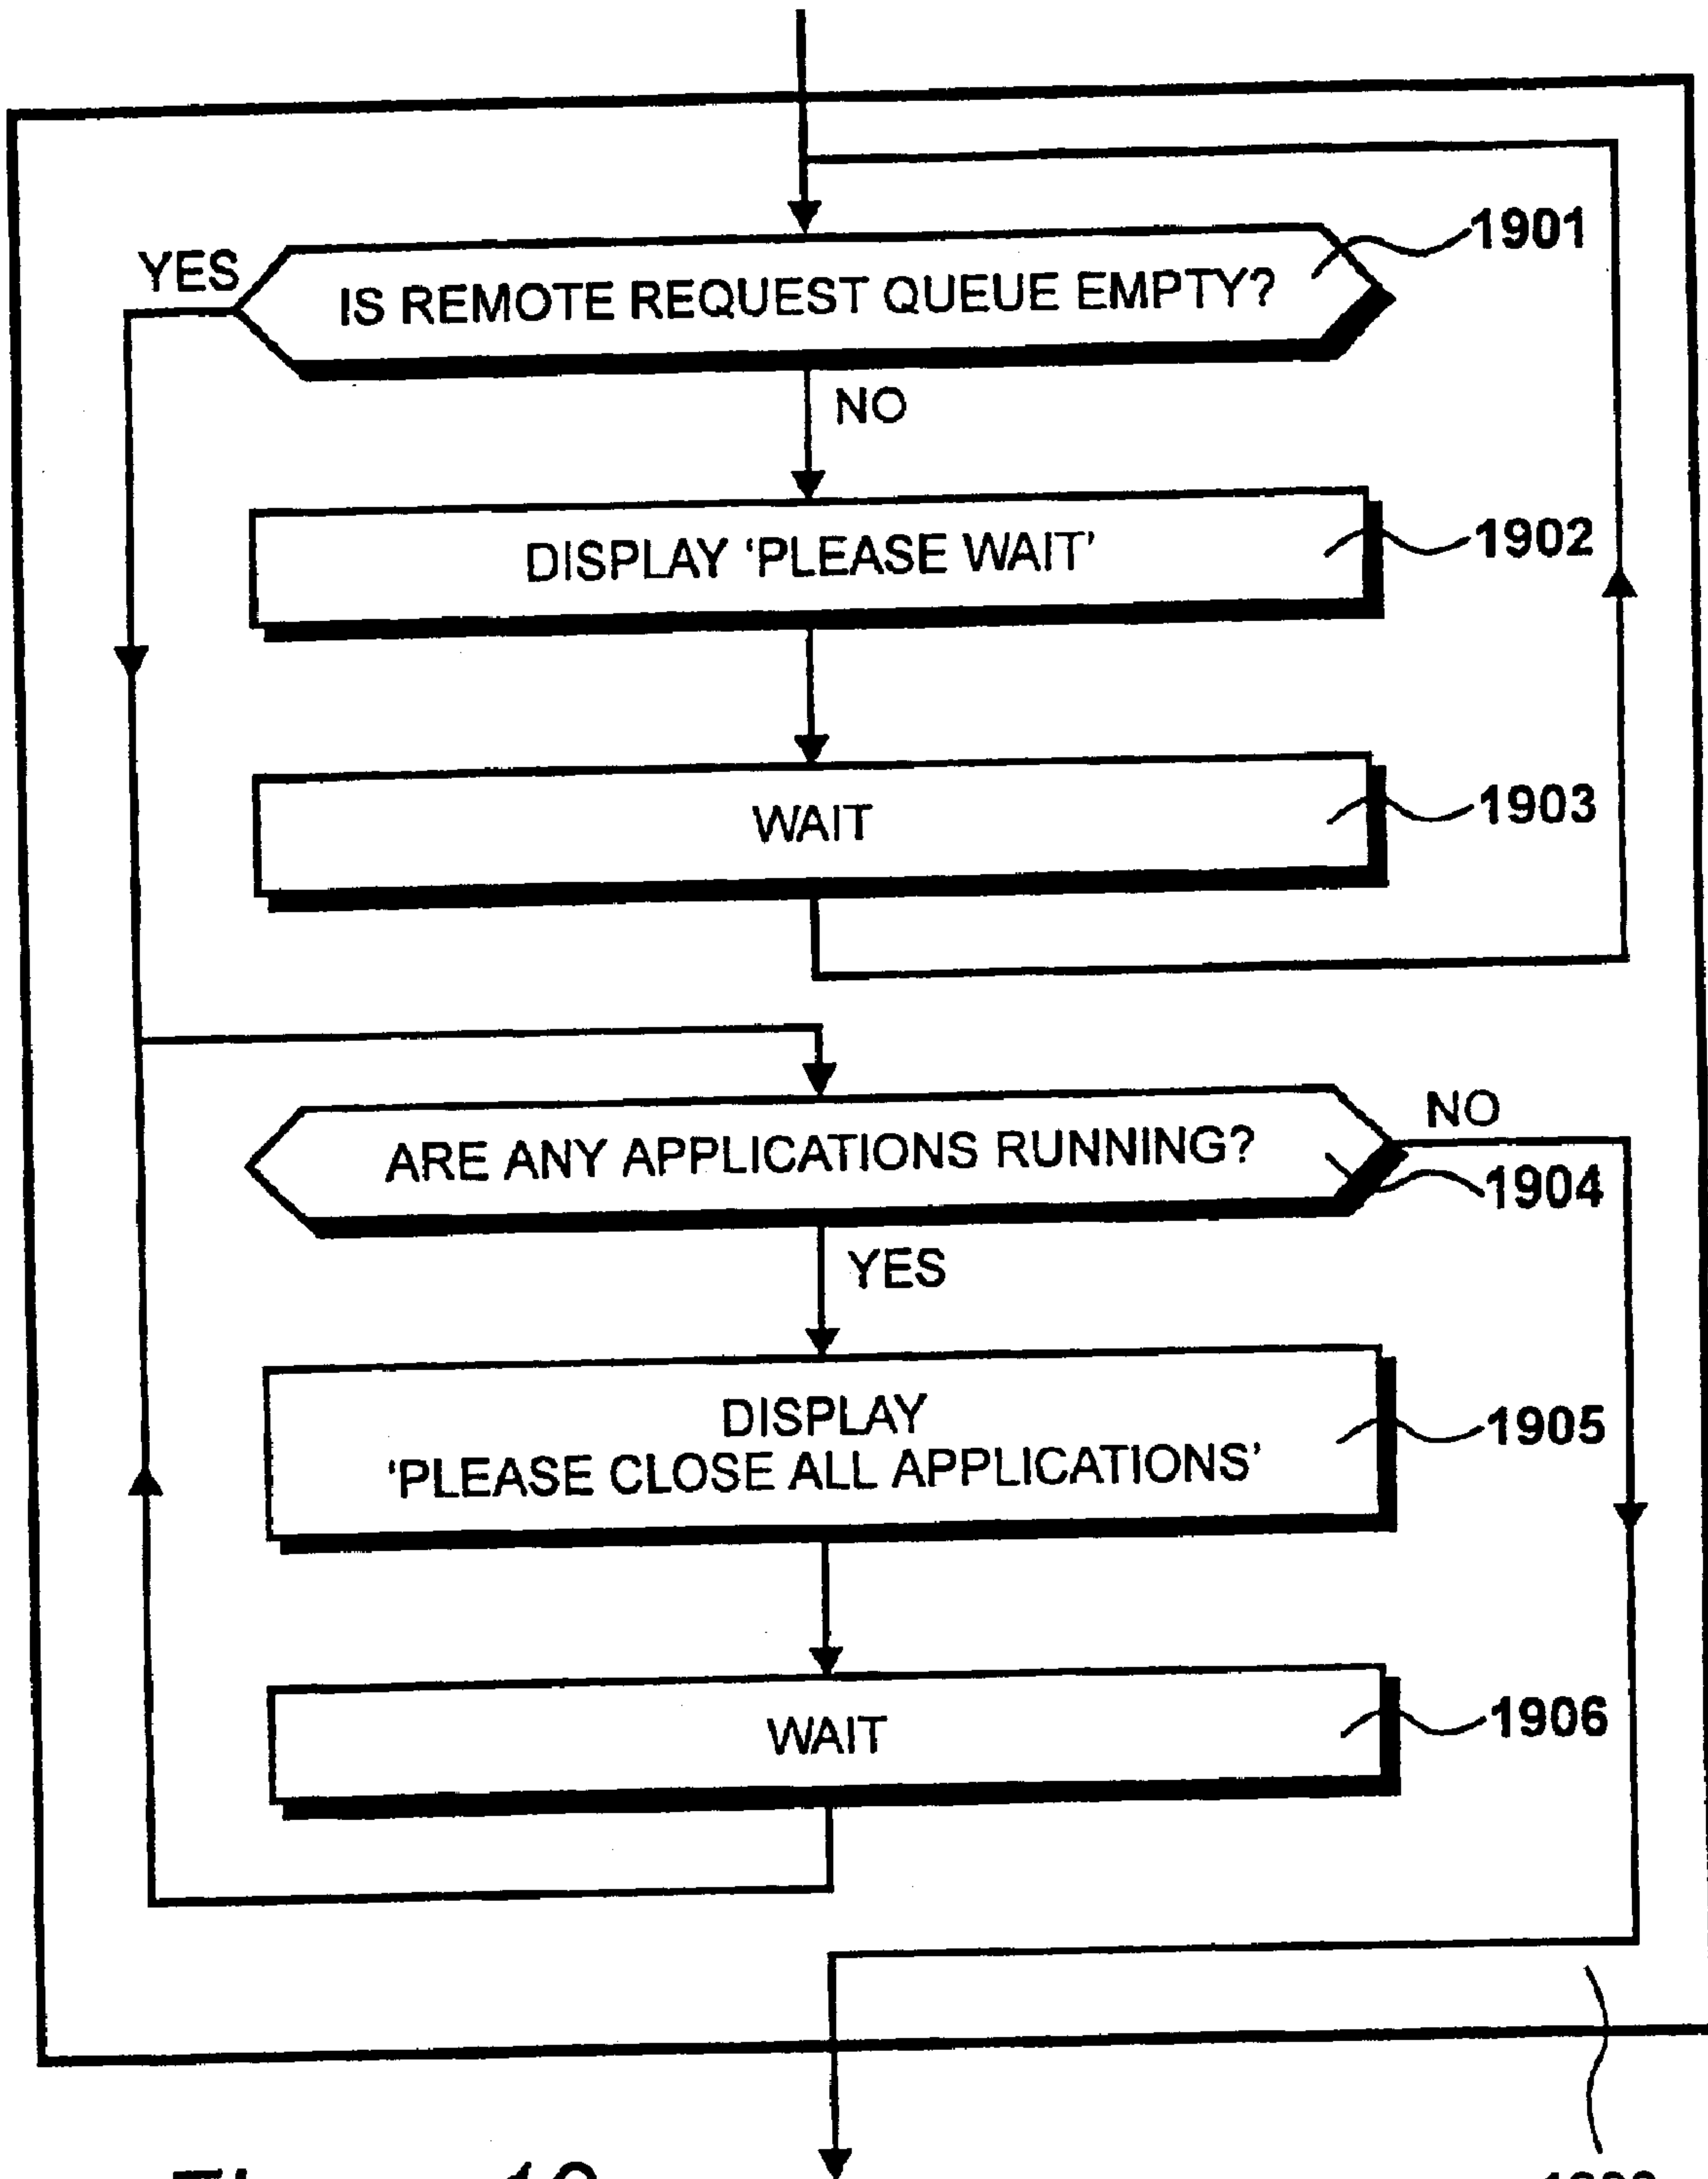 1901
YES
IS REMOTE REQUEST QUEUE EMPTY?
NO
DISPLAY ‘PLEASE WAIT’
1902
WAIT
1903
NO
ARE ANY APPLICATIONS RUNNING?
1904
YES
DISPLAY
‘PLEASE CLOSE ALL APPLICATIONS’
1905
WAIT
1906